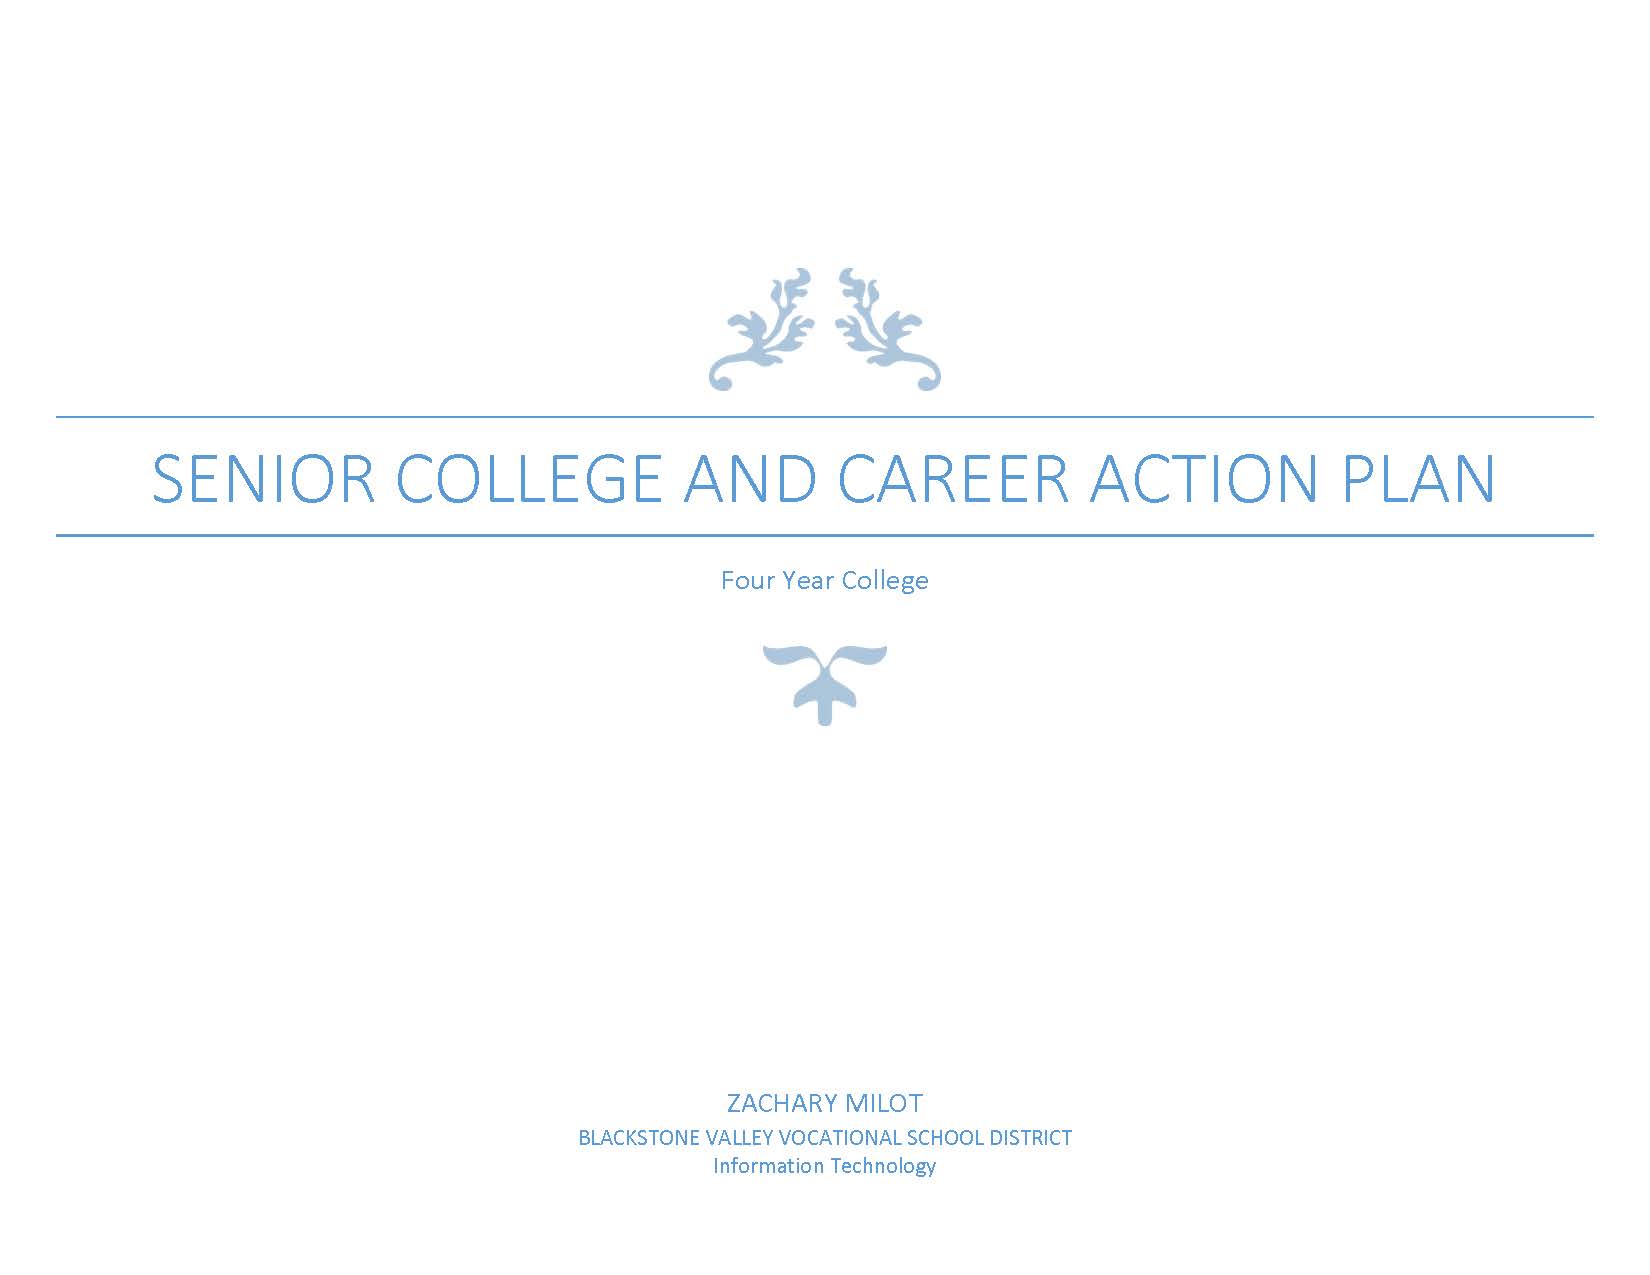 SENIOR COLLEGE AND CAREER ACTION PLAN
Four Year College
ZACHARY MILOT
BLACKSTONE VALLEY VOCATIONAL SCHOOL DISTRICT
Information Technology